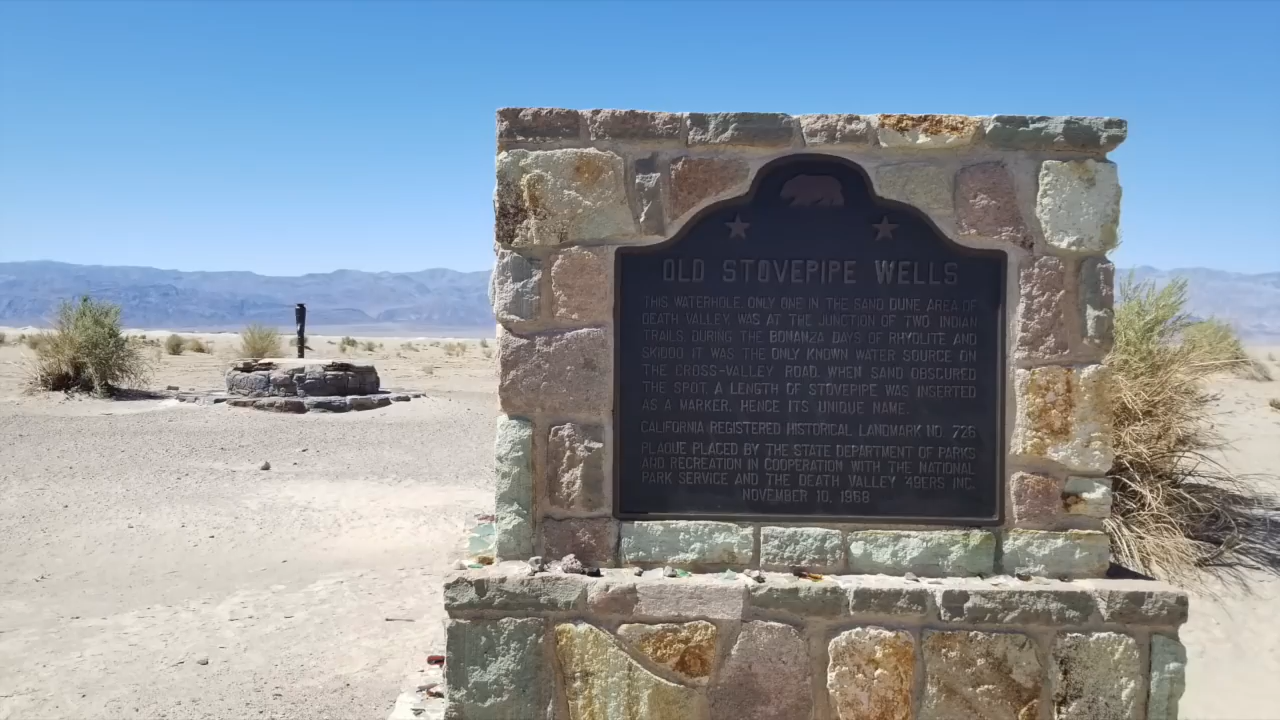 OLD STOVEPIPE WELLS
THIS WATERHOLE, ONLY ONE IN THE SAND DUNE AREA OF
DEATH VALLEY, WAS AT THE JUNCTION OF TWO INDIAN
TRAILS. DURING THE BONANZA DAYS OF RHYOLITE AND
SKIDOO IT WAS THE ONLY KNOWN WATER SOURCE ON
THE CROSS-VALLEY ROAD. WHEN SAND OBSCURED
THE SPOT, A LENGTH OF STOVEPIPE WAS INSERTED
AS A MARKER. HENCE ITS UNIQUE NAME.
CALIFORNIA REGISTERED HISTORICAL LANDMARK NO. 726
PLAQUE PLACED BY THE STATE DEPARTMENT OF PARKS
AND RECREATION IN COOPERATION WITH THE NATIONAL
PARK SERVICE AND THE DEATH VALLEY '49ERS INC.
NOVEMBER 10, 1968